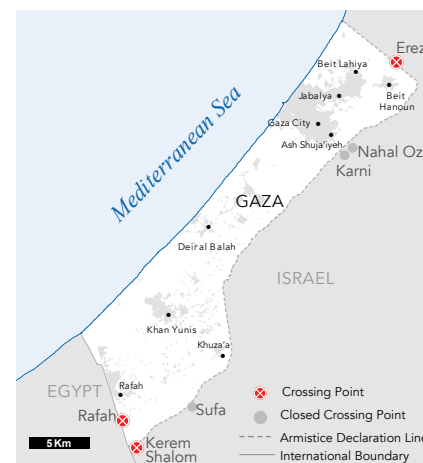 Erez
Beit Lahiya
Jabalya
Beit
Hanoun
Gaza City
Ash Shuja'iyeh
Nahal Oz
Karni
Mediterranean Sea
GAZA
Deir al Balah
ISRAEL
Khan Yunis
Khuza'a
EGYPT
Rafah
Rafah
Sufa
Kerem
Shalom
5 Km
Crossing Point
Closed Crossing Point
Armistice Declaration Line
International Boundary